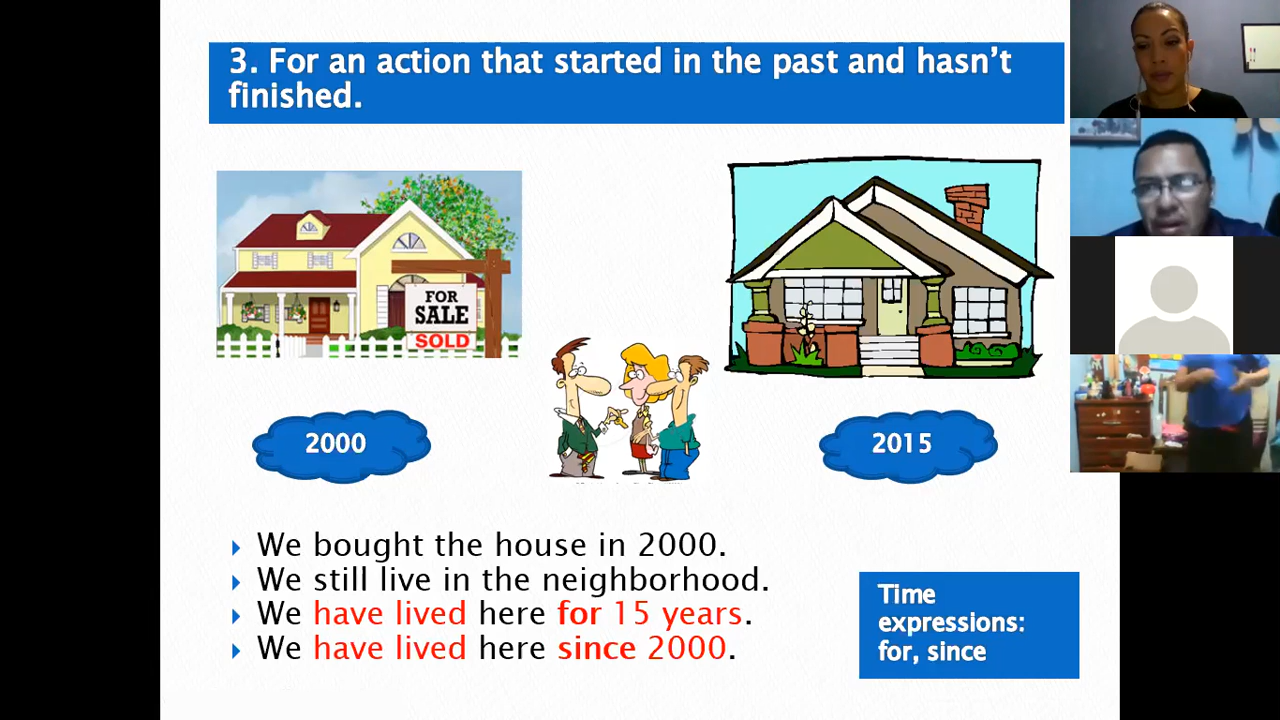 3. For an action that started in the past and hasn’t
finished.
FOR
SALE
SOLD
2000
2015
We bought the house in 2000.
We still live in the neighborhood.
We have lived here for 15 years.
We have lived here since 2000.
Time
expressions:
for, since